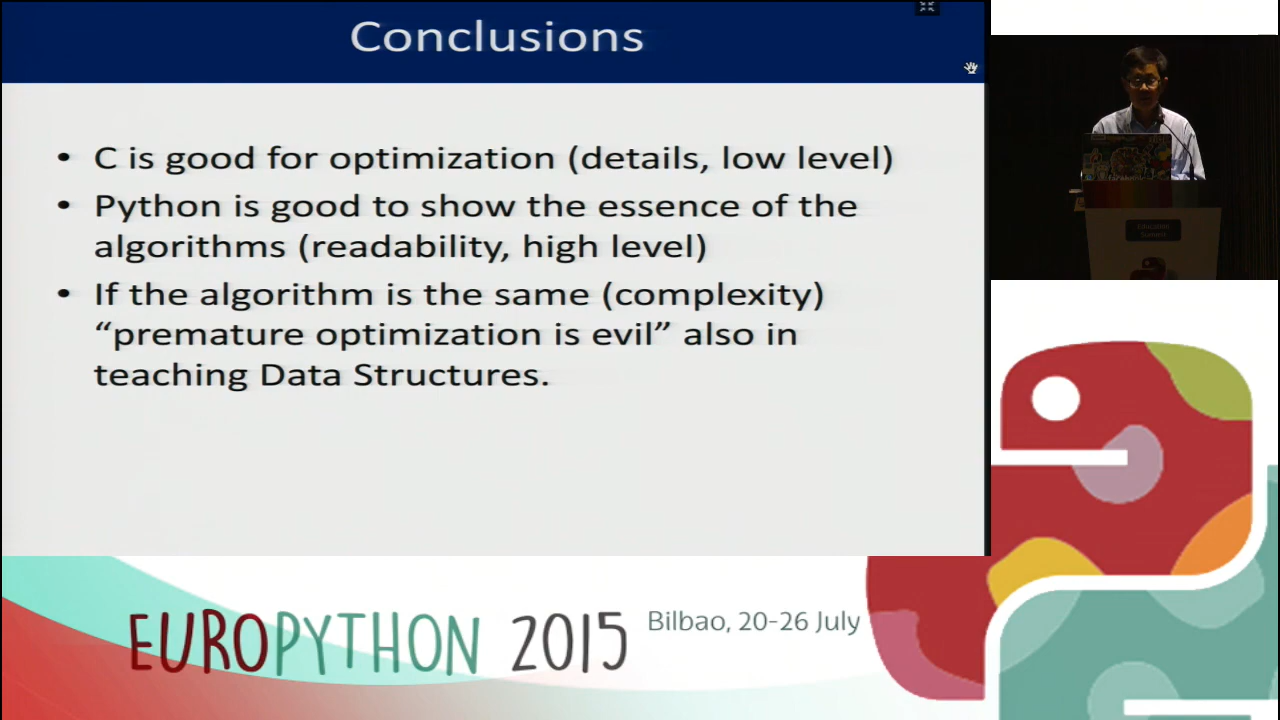 Conclusions
• C is good for optimization (details, low level)
• Python is good to show the essence of the
algorithms (readability, high level)
• If the algorithm is the same (complexity)
“premature optimization is evil” also in
teaching Data Structures.
Education
Summit
EUROPYTHON 2015
Bilbao, 20-26 July